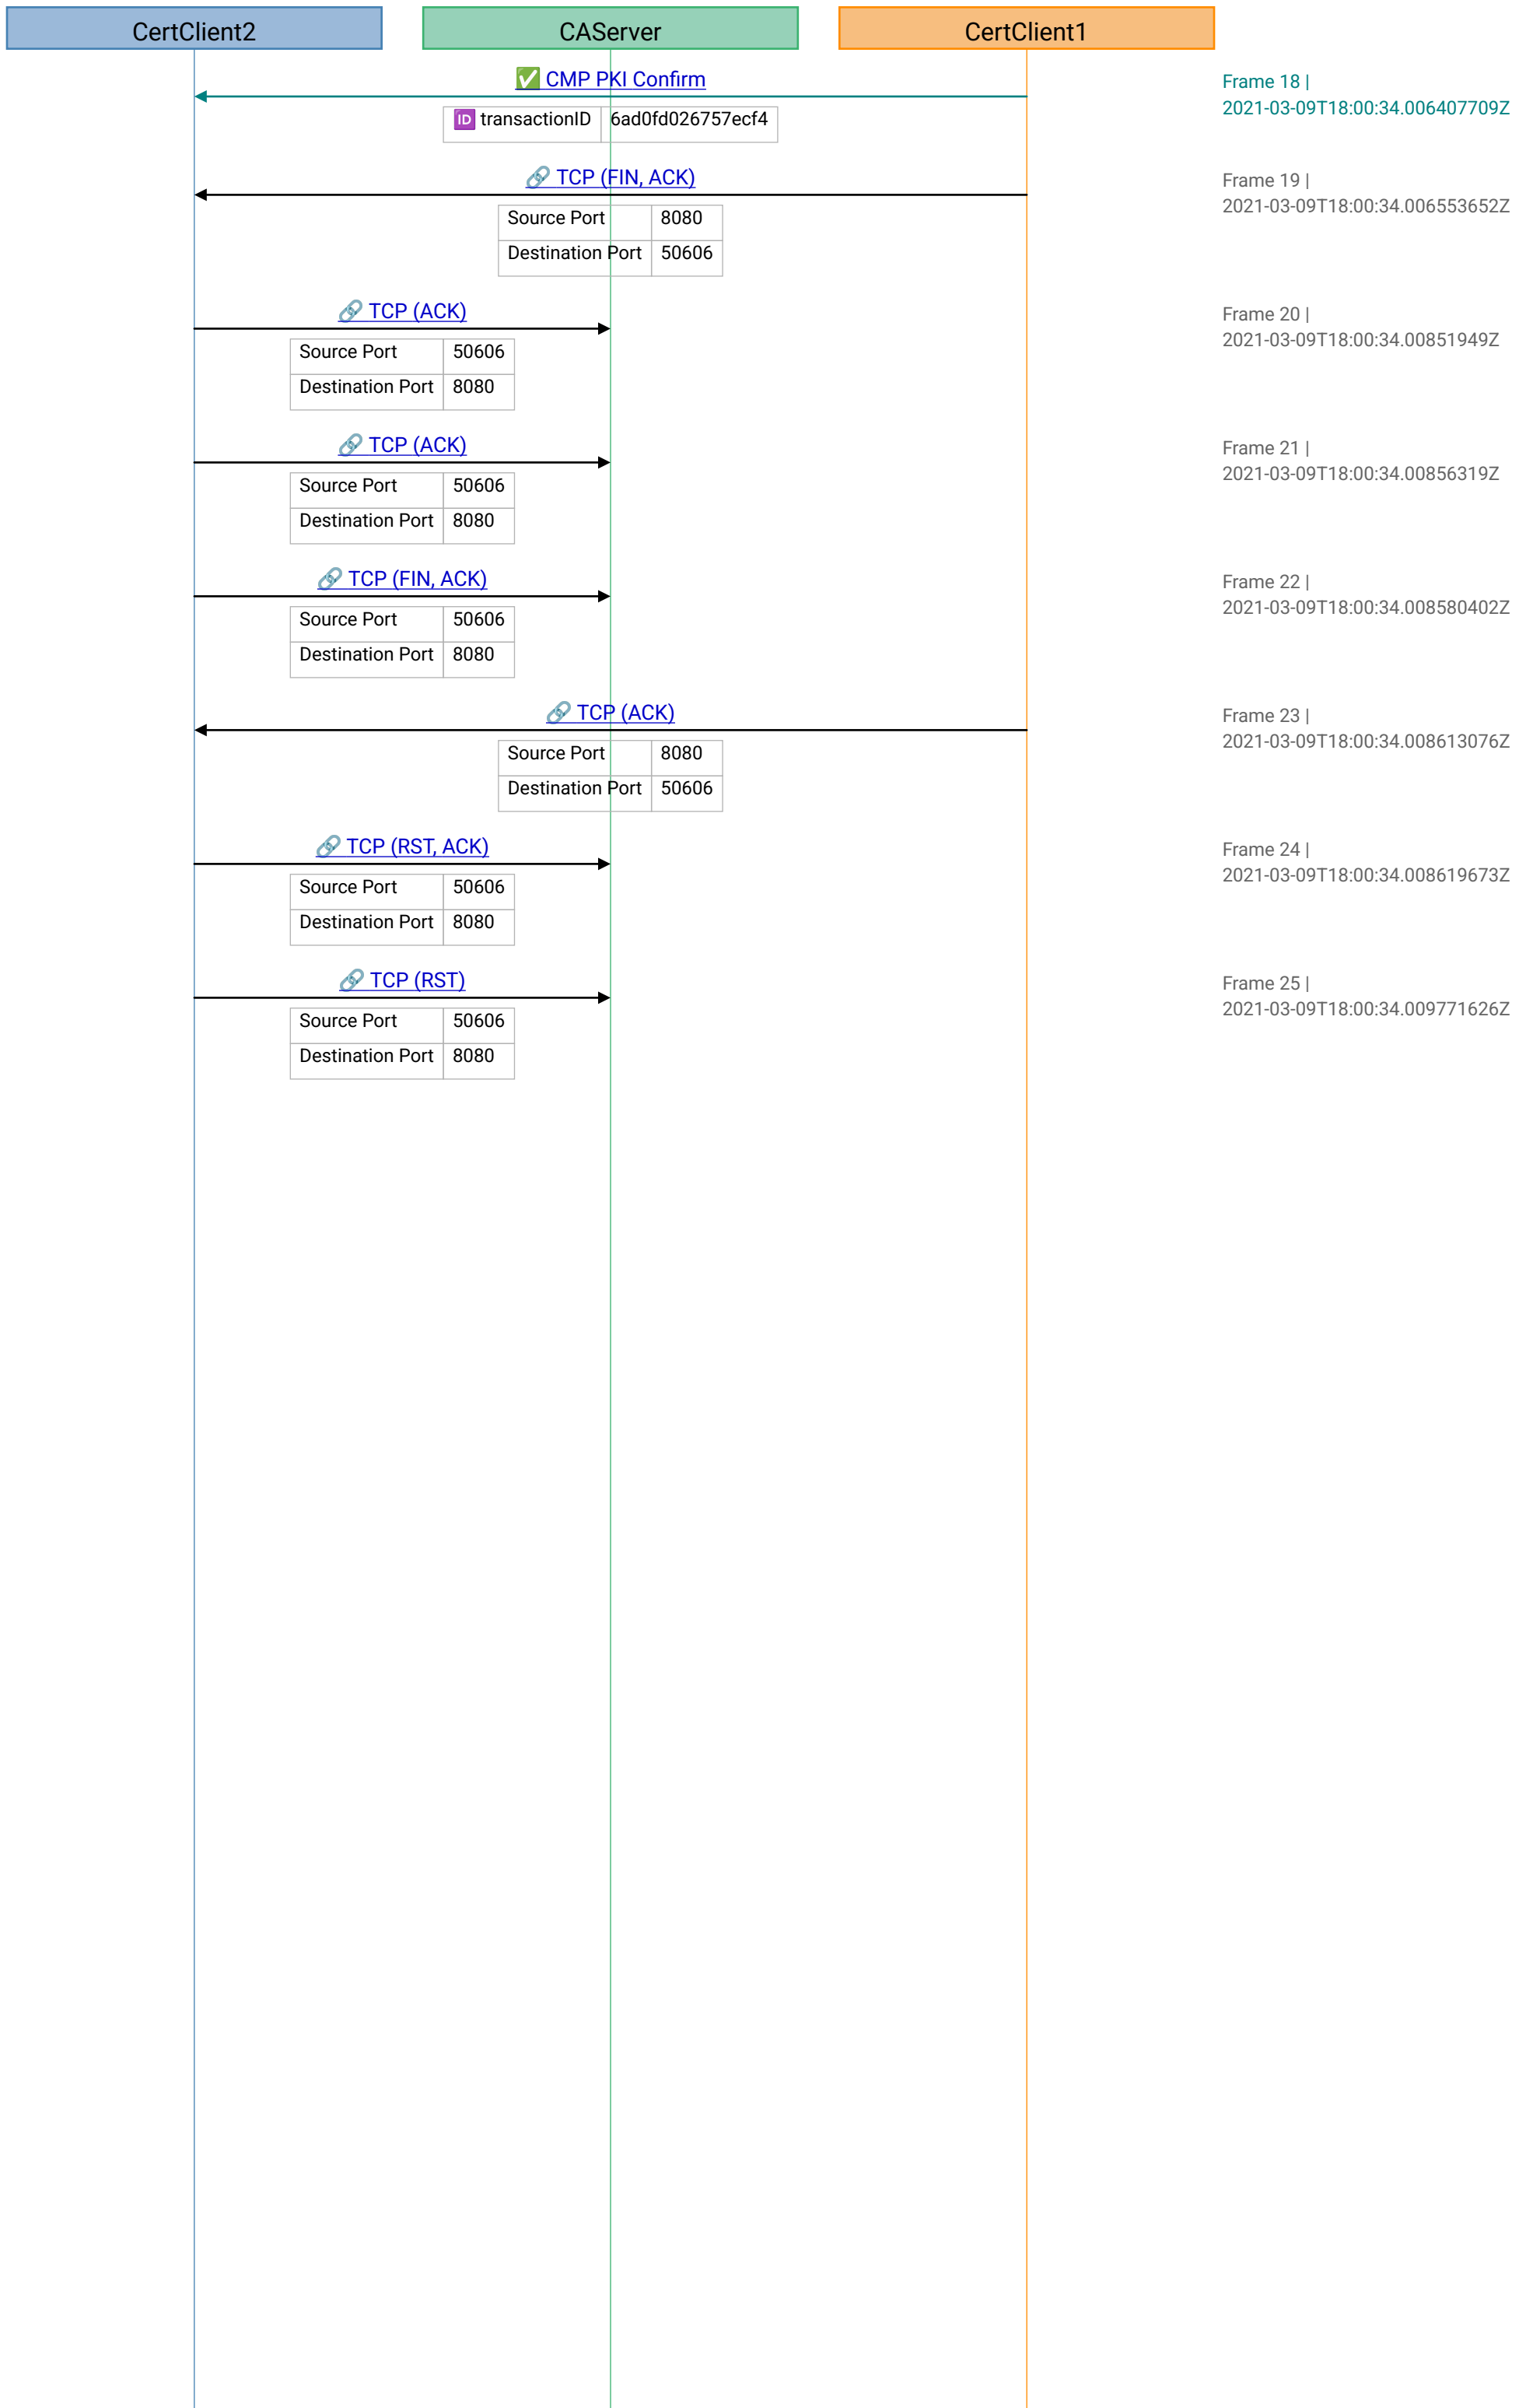 CertClient2 CAServer CertClient1
✅ CMP PKI Confirm
Frame 18 |
2021-03-09T18:00:34.006407709Z
🆔 transactionID 6ad0fd026757ecf4
🔗 TCP (FIN, ACK)
Frame 19 |
2021-03-09T18:00:34.006553652Z
Source Port 8080
Destination Port 50606
🔗 TCP (ACK)
Frame 20 |
2021-03-09T18:00:34.00851949Z
Source Port 50606
Destination Port 8080
🔗 TCP (ACK)
Frame 21 |
2021-03-09T18:00:34.00856319Z
Source Port 50606
Destination Port 8080
🔗 TCP (FIN, ACK)
Frame 22 |
2021-03-09T18:00:34.008580402Z
Source Port 50606
Destination Port 8080
🔗 TCP (ACK)
Frame 23 |
2021-03-09T18:00:34.008613076Z
Source Port 8080
Destination Port 50606
🔗 TCP (RST, ACK)
Frame 24 |
2021-03-09T18:00:34.008619673Z
Source Port 50606
Destination Port 8080
🔗 TCP (RST)
Frame 25 |
2021-03-09T18:00:34.009771626Z
Source Port 50606
Destination Port 8080